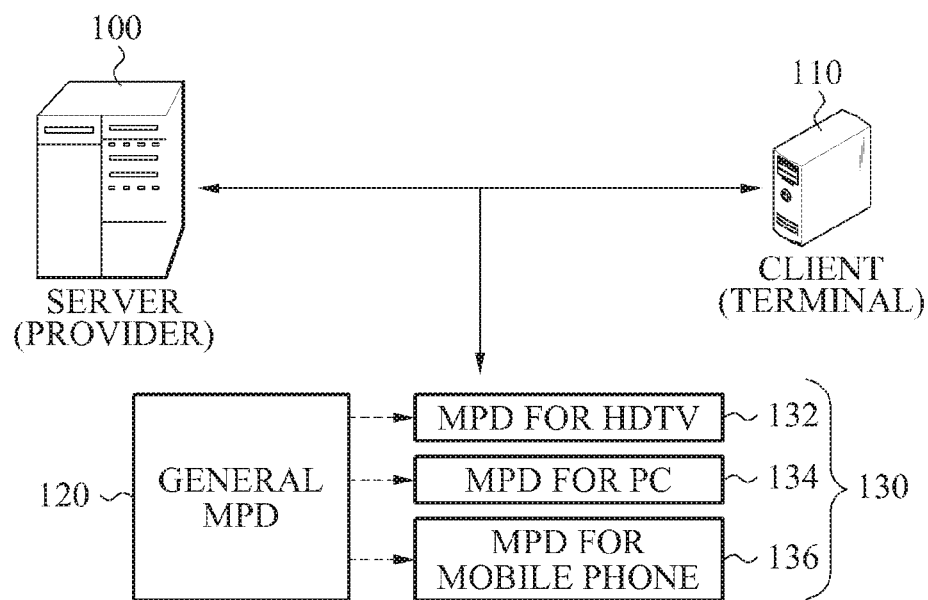 100
110
SERVER
(PROVIDER)
CLIENT
(TERMINAL)
120
GENERAL
MPD
MPD FOR HDTV
132
MPD FOR PC
134
MPD FOR
MOBILE PHONE
136
130